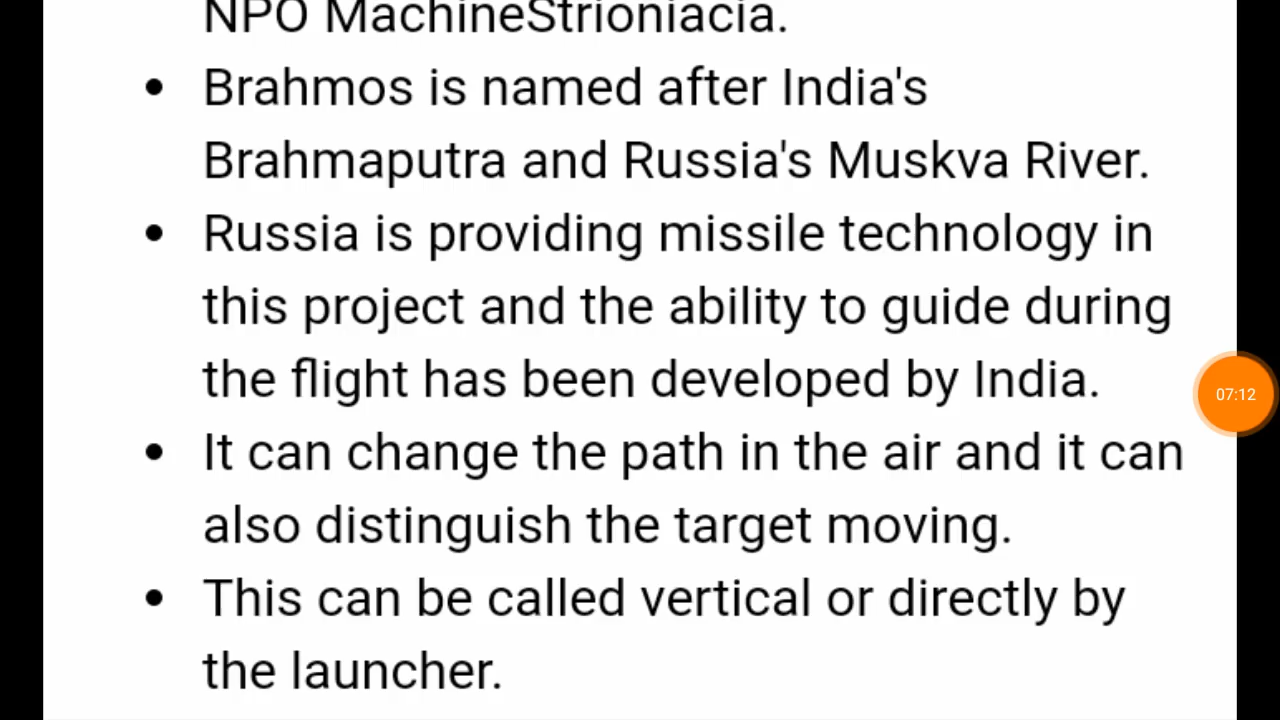 NPO MachineStrioniacia.
• Brahmos is named after India's
Brahmaputra and Russia's Muskva River.
• Russia is providing missile technology in
this project and the ability to guide during
the flight has been developed by India.
07:12
• It can change the path in the air and it can
also distinguish the target moving.
• This can be called vertical or directly by
the launcher.